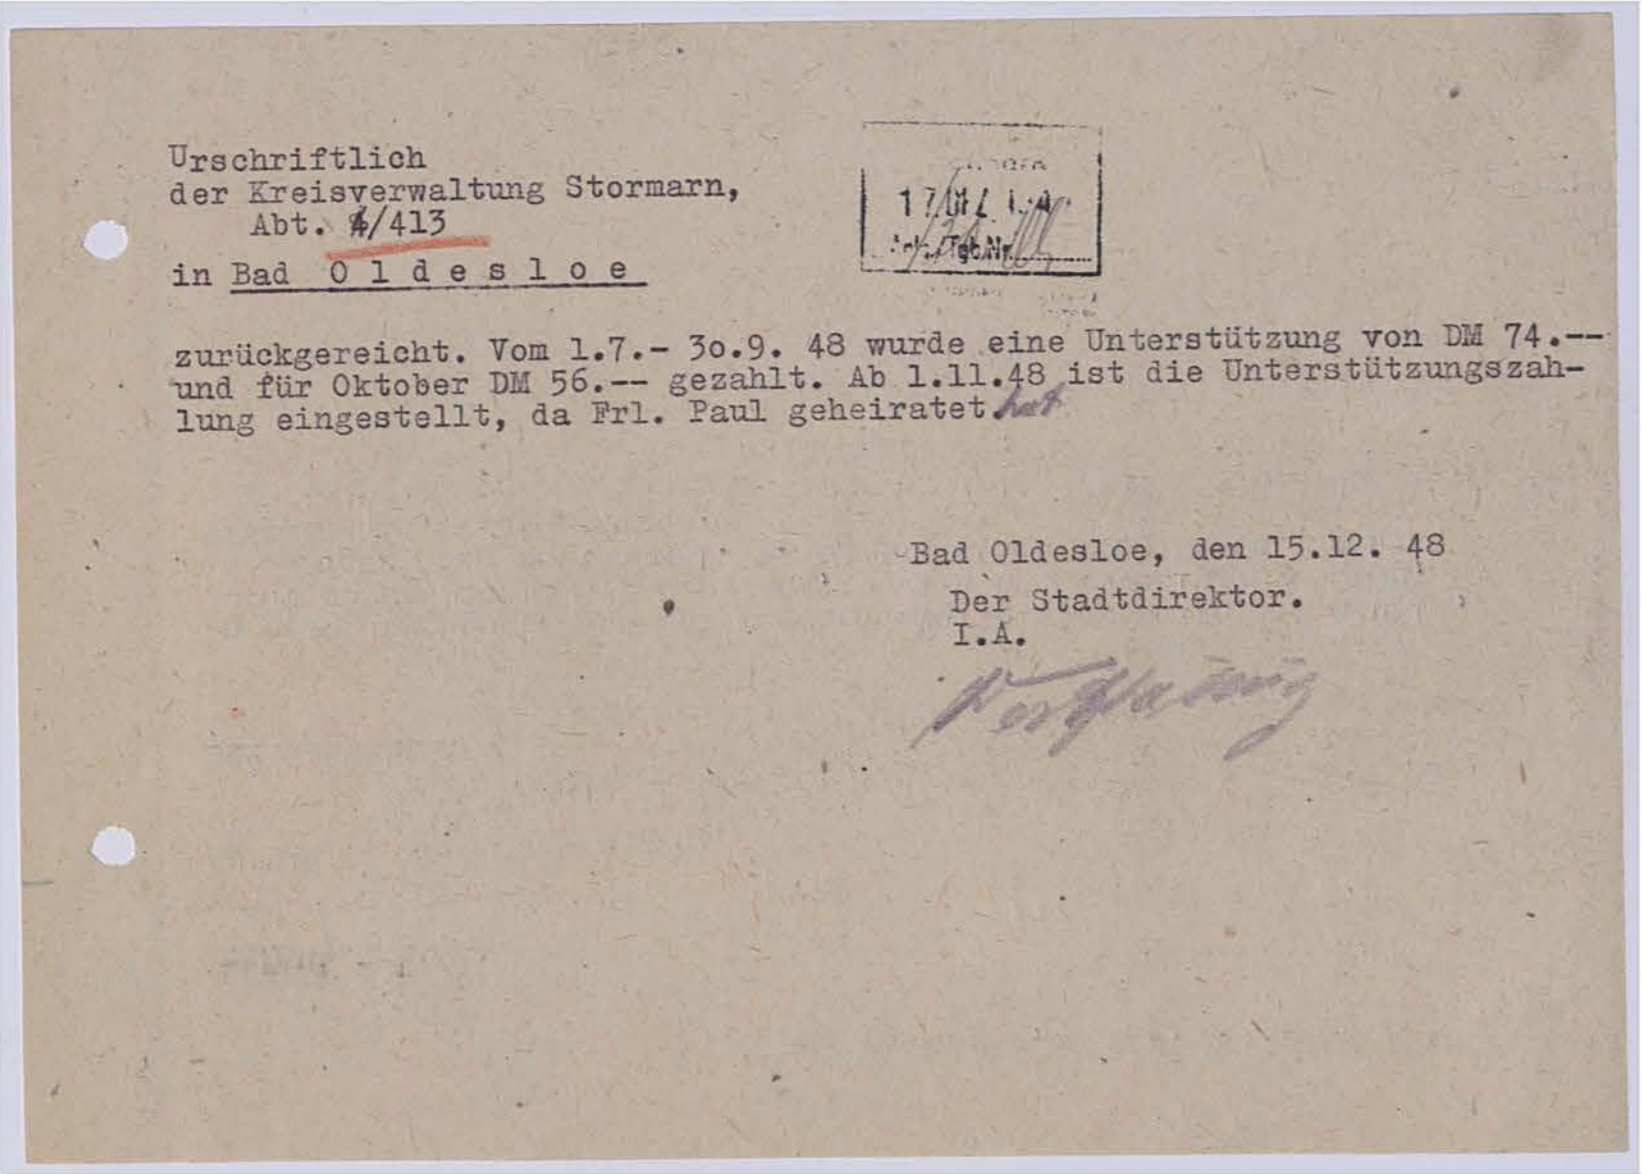 Urschriftlich
der Kreisverwaltung Stormarn,
Abt. 4/413
in Bad O l d e s l o e
zurückgereicht. Vom 1.7.- 3o.9. 48 wurde eine Unterstützung von DM 74.--
und für Oktober DM 56.-- gezahlt. Ab 1.11.48 ist die Unterstützungszah-
lung eingestellt, da Frl. Paul geheiratet hat
Bad Oldesloe, den 15.12. 48
Der Stadtdirektor.
I.A.